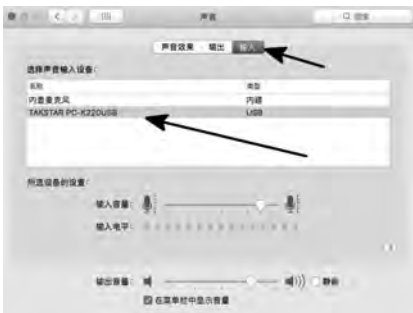 声音
搜索
声音效果 输出 输入
选择声音输入设备：
名称 类型
内置麦克风 内建
TAKSTAR PC-K220USB USB
所选设备的设置：
输入音量：
输入电平：
输出音量： 静音
在菜单栏中显示音量